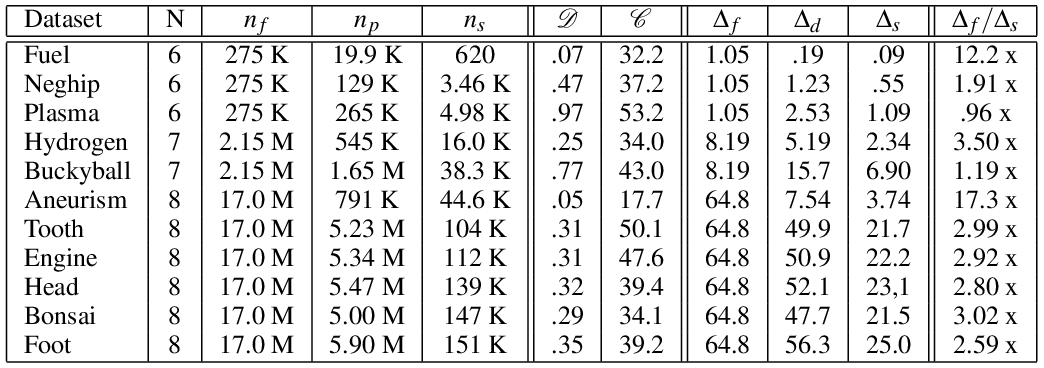 Dataset N n_f n_p n_s 𝒟 𝒞 Δ_f Δ_d Δ_s Δ_f/Δ_s
Fuel 6 275 K 19.9 K 620 .07 32.2 1.05 .19 .09 12.2 x
Neghip 6 275 K 129 K 3.46 K .47 37.2 1.05 1.23 .55 1.91 x
Plasma 6 275 K 265 K 4.98 K .97 53.2 1.05 2.53 1.09 .96 x
Hydrogen 7 2.15 M 545 K 16.0 K .25 34.0 8.19 5.19 2.34 3.50 x
Buckyball 7 2.15 M 1.65 M 38.3 K .77 43.0 8.19 15.7 6.90 1.19 x
Aneurism 8 17.0 M 791 K 44.6 K .05 17.7 64.8 7.54 3.74 17.3 x
Tooth 8 17.0 M 5.23 M 104 K .31 50.1 64.8 49.9 21.7 2.99 x
Engine 8 17.0 M 5.34 M 112 K .31 47.6 64.8 50.9 22.2 2.92 x
Head 8 17.0 M 5.47 M 139 K .32 39.4 64.8 52.1 23,1 2.80 x
Bonsai 8 17.0 M 5.00 M 147 K .29 34.1 64.8 47.7 21.5 3.02 x
Foot 8 17.0 M 5.90 M 151 K .35 39.2 64.8 56.3 25.0 2.59 x